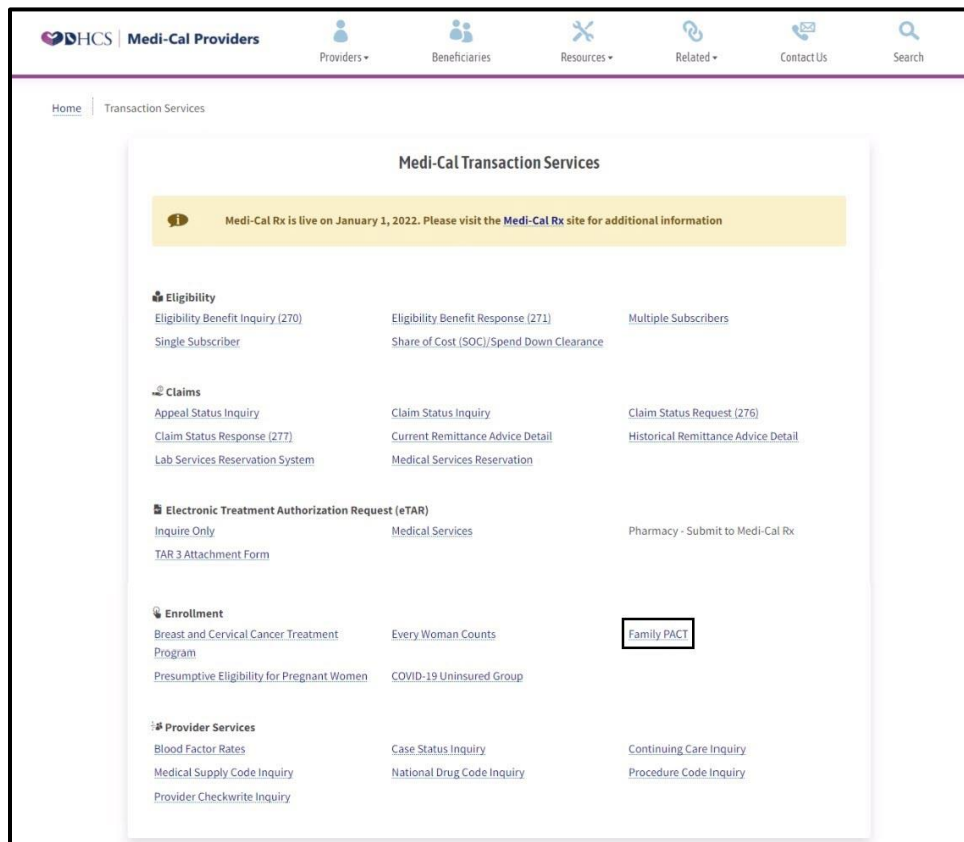 DHCS | Medi-Cal Providers
Providers
Beneficiaries
Resources
Related
Contact Us
Search
Home
Transaction Services
Medi-Cal Transaction Services
Medi-Cal Rx is live on January 1, 2022. Please visit the Medi-Cal Rx site for additional information
Eligibility
Eligibility Benefit Inquiry (270)
Eligibility Benefit Response (271)
Multiple Subscribers
Single Subscriber
Share of Cost (SOC)/Spend Down Clearance
Claims
Appeal Status Inquiry
Claim Status Inquiry
Claim Status Request (276)
Claim Status Response (277)
Current Remittance Advice Detail
Historical Remittance Advice Detail
Lab Services Reservation System
Medical Services Reservation
Electronic Treatment Authorization Request (eTAR)
Inquire Only
Medical Services
Pharmacy - Submit to Medi-Cal Rx
TAR 3 Attachment Form
Enrollment
Breast and Cervical Cancer Treatment
Program
Every Woman Counts
Family PACT
Presumptive Eligibility for Pregnant Women
COVID-19 Uninsured Group
Provider Services
Blood Factor Rates
Case Status Inquiry
Continuing Care Inquiry
Medical Supply Code Inquiry
National Drug Code Inquiry
Procedure Code Inquiry
Provider Checkwrite Inquiry